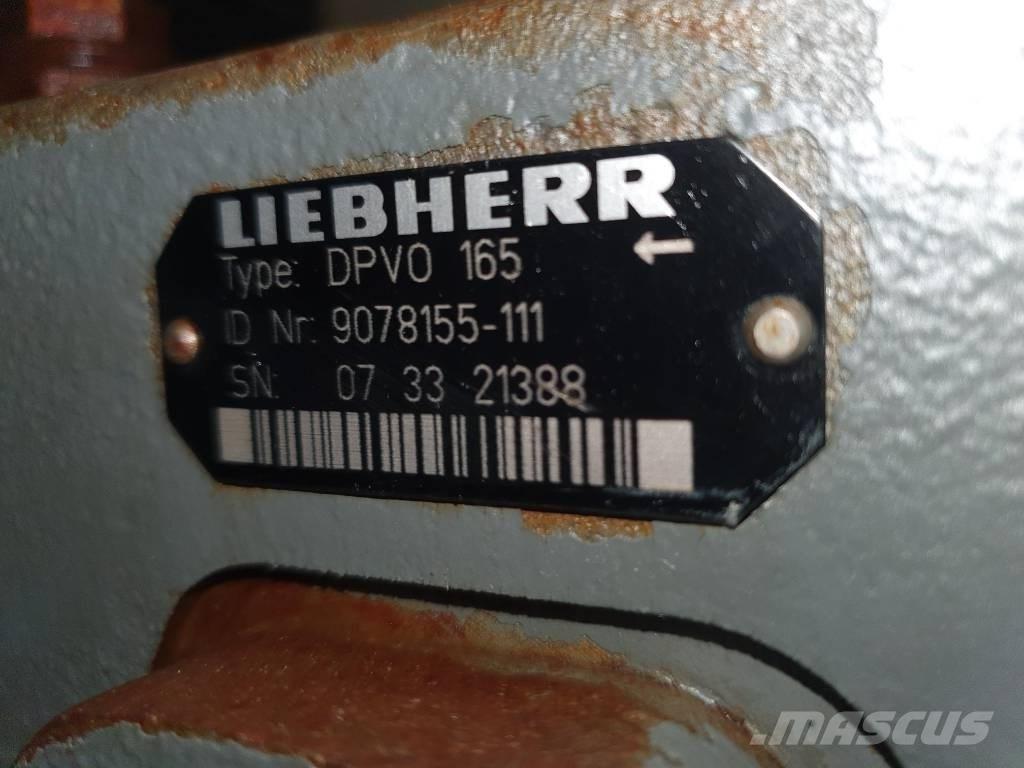 LIEBHERR
Type: DPVO 165 ←
ID Nr: 9078155-111
SN: 07 33 21388
MASCUS